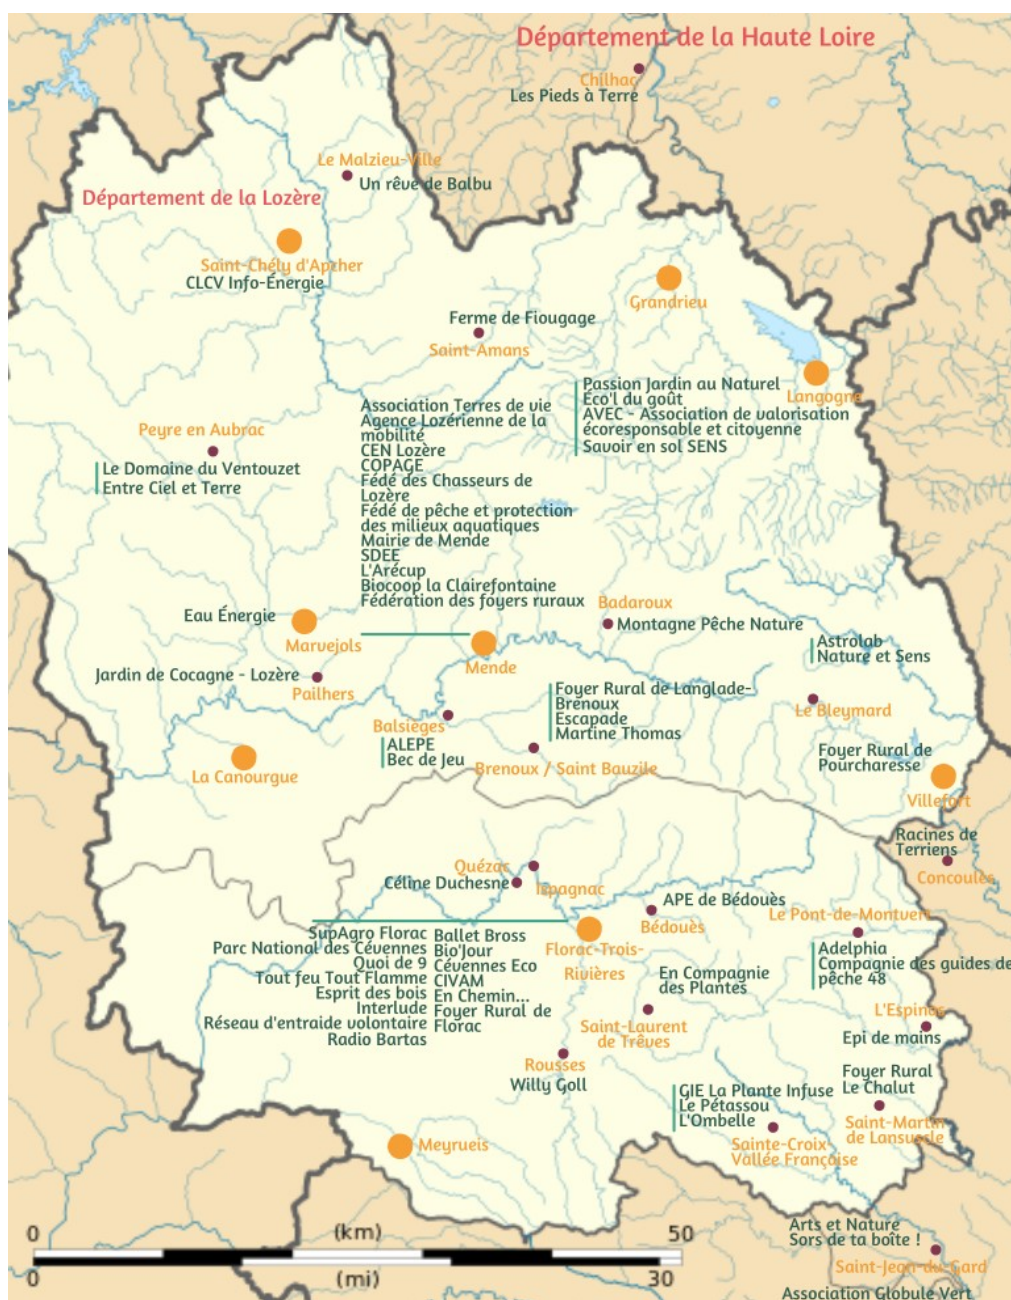 Département de la Haute Loire
Chilhac
Les Pieds à Terre
Le Malzieu-Ville
Un rêve de Balbu
Département de la Lozère
Saint-Chély d'Apcher
CLCV Info-Énergie
Grandrieu
Ferme de Fiougage
Saint-Amans
Langogne
Passion Jardin au Naturel
Éco'l du goût
AVEC - Association de valorisation
écoresponsable et citoyenne
Savoir en sol SENS
Association Terres de vie
Agence Lozérienne de la
mobilité
CEN Lozère
COPAGE
Fédé des Chasseurs de
Lozère
Fédé de pêche et protection
des milieux aquatiques
Mairie de Mende
SDEE
L'Arécup
Biocoop la Clairefontaine
Fédération des foyers ruraux
Peyre en Aubrac
Le Domaine du Ventouzet
Entre Ciel et Terre
Eau Énergie
Marvejols
Mende
Badaroux
Montagne Pêche Nature
Astrolab
Nature et Sens
Le Bleymard
Jardin de Cocagne - Lozère
Pailhers
Balsièges
ALEPE
Bec de Jeu
Foyer Rural de Langlade-
Brenoux
Escapade
Martine Thomas
Brenoux / Saint Bauzile
La Canourgue
Foyer Rural de
Pourcharesse
Villefort
Racines de
Terriens
Concoules
Quézac
Céline Duchesne
Ispagnac
APE de Bédouès
Bédouès
Le Pont-de-Montvert
Adelphia
Compagnie des guides de
pêche 48
Florac-Trois-
Rivières
SupAgro Florac
Parc National des Cévennes
Quoi de 9
Tout feu Tout Flamme
Esprit des bois
Interlude
Réseau d'entraide volontaire
Radio Bartas
Ballet Bross
Bio'Jour
Cévennes Eco
CIVAM
En Chemin...
Foyer Rural de
Florac
En Compagnie
des Plantes
Saint-Laurent
de Trêves
L'Espinas
Epi de mains
Rousses
Willy Goll
Foyer Rural
Le Chalut
Saint-Martin
de Lansuscle
GIE La Plante Infuse
Le Pétassou
L'Ombelle
Sainte-Croix
Vallée Française
Meyrueis
Arts et Nature
Sors de ta boîte !
Saint-Jean-du-Gard
Association Globule Vert
0 (km) 50
0 (mi) 30